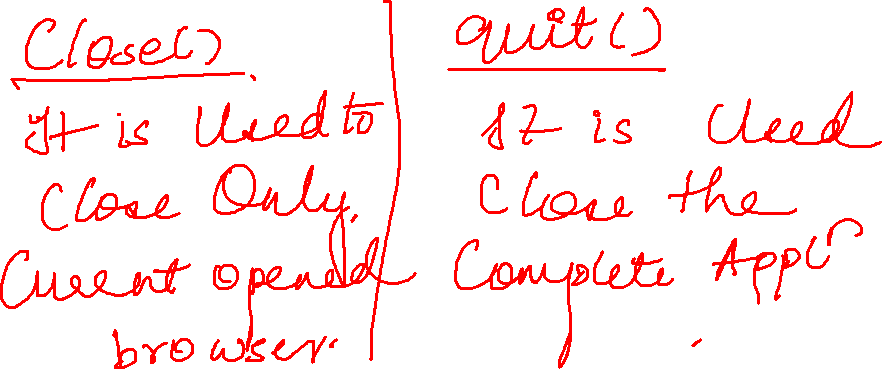 Close()
It is Used to
Close Only.
Current opened
browser.
quit()
It is Used
Close the
Complete Appl